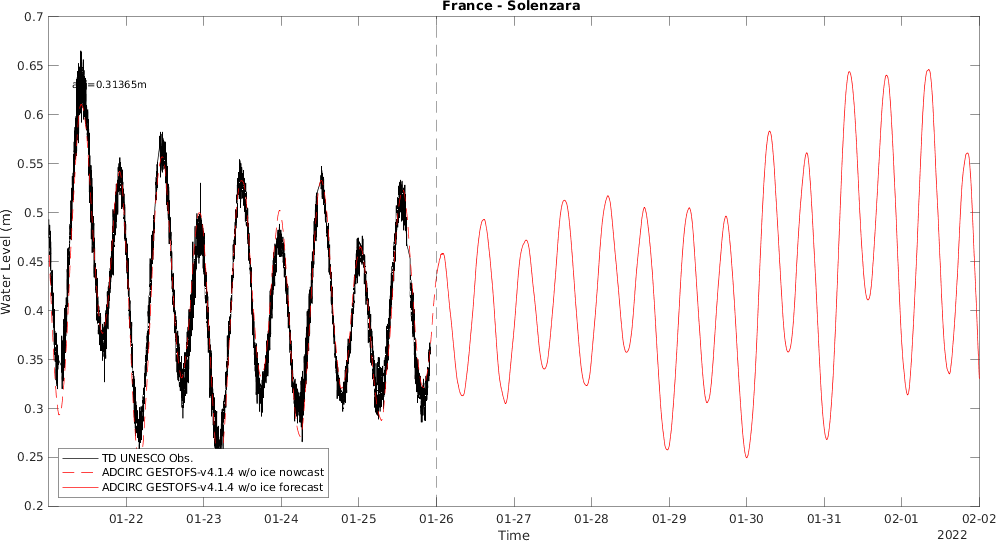 France - Solenzara
0.7
0.65
0.6
0.55
0.5
0.45
0.4
0.35
0.3
0.25
0.2
Water Level (m)
=0.31365m
TD UNESCO Obs.
ADCIRC GESTOFS-v4.1.4 w/o ice nowcast
ADCIRC GESTOFS-v4.1.4 w/o ice forecast
01-22 01-23 01-24 01-25 01-26 01-27 01-28 01-29 01-30 01-31 02-01 02-02
Time
2022